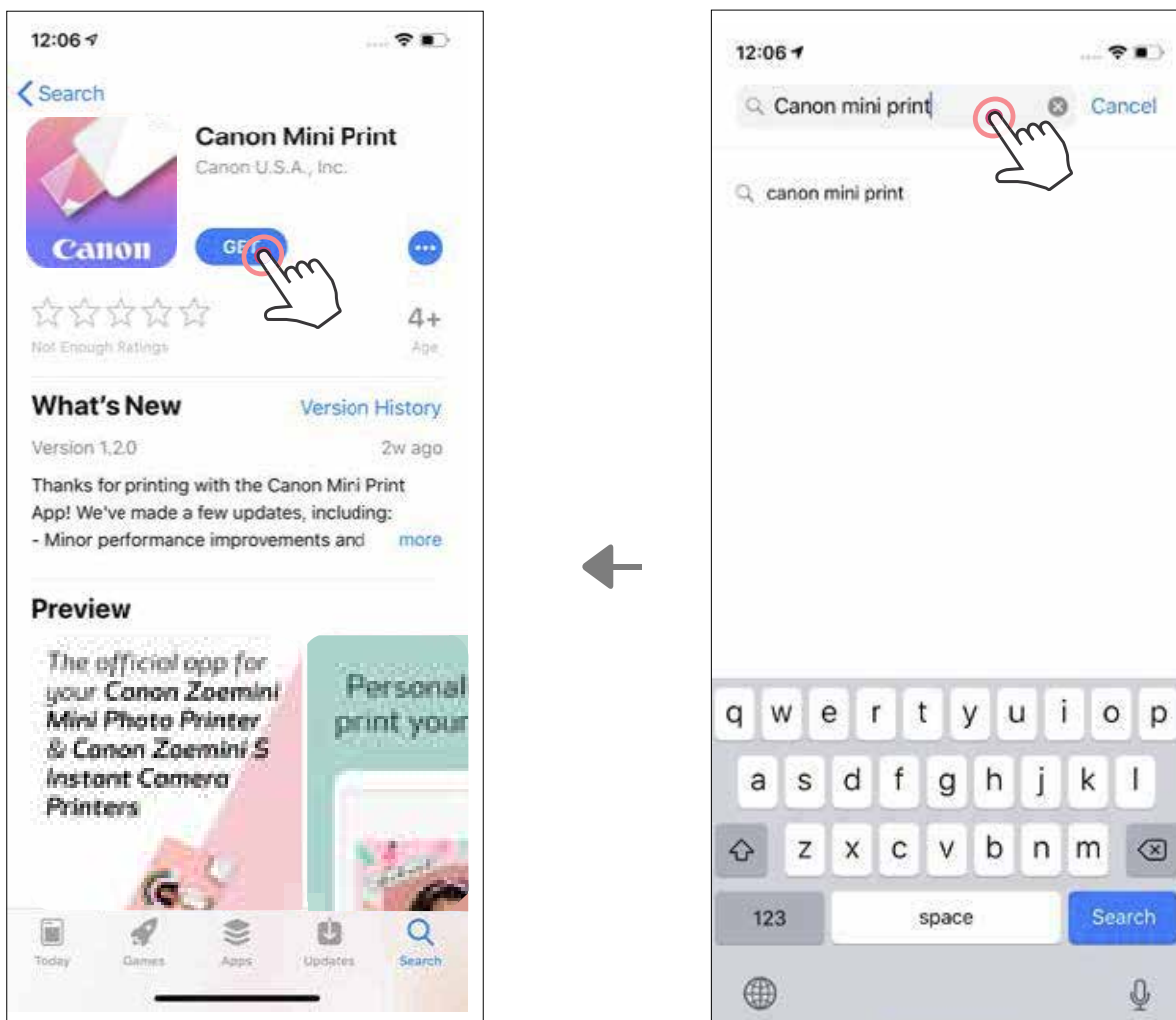 12:06
Search
Canon Mini Print
Canon U.S.A., Inc.
Canon
GET
4+
Not Enough Ratings
Age
What's New
Version History
Version 1.2.0
2w ago
Thanks for printing with the Canon Mini Print
App! We've made a few updates, including:
- Minor performance improvements and more
Preview
The official app for
your Canon Zoemini
Mini Photo Printer
& Canon Zoemini S
Instant Camera
Printers
Personal
print your
Today Games Apps Updates Search
12:06
Canon mini print
Cancel
canon mini print
q w e r t y u i o p
a s d f g h j k l
z x c v b n m
123 space Search